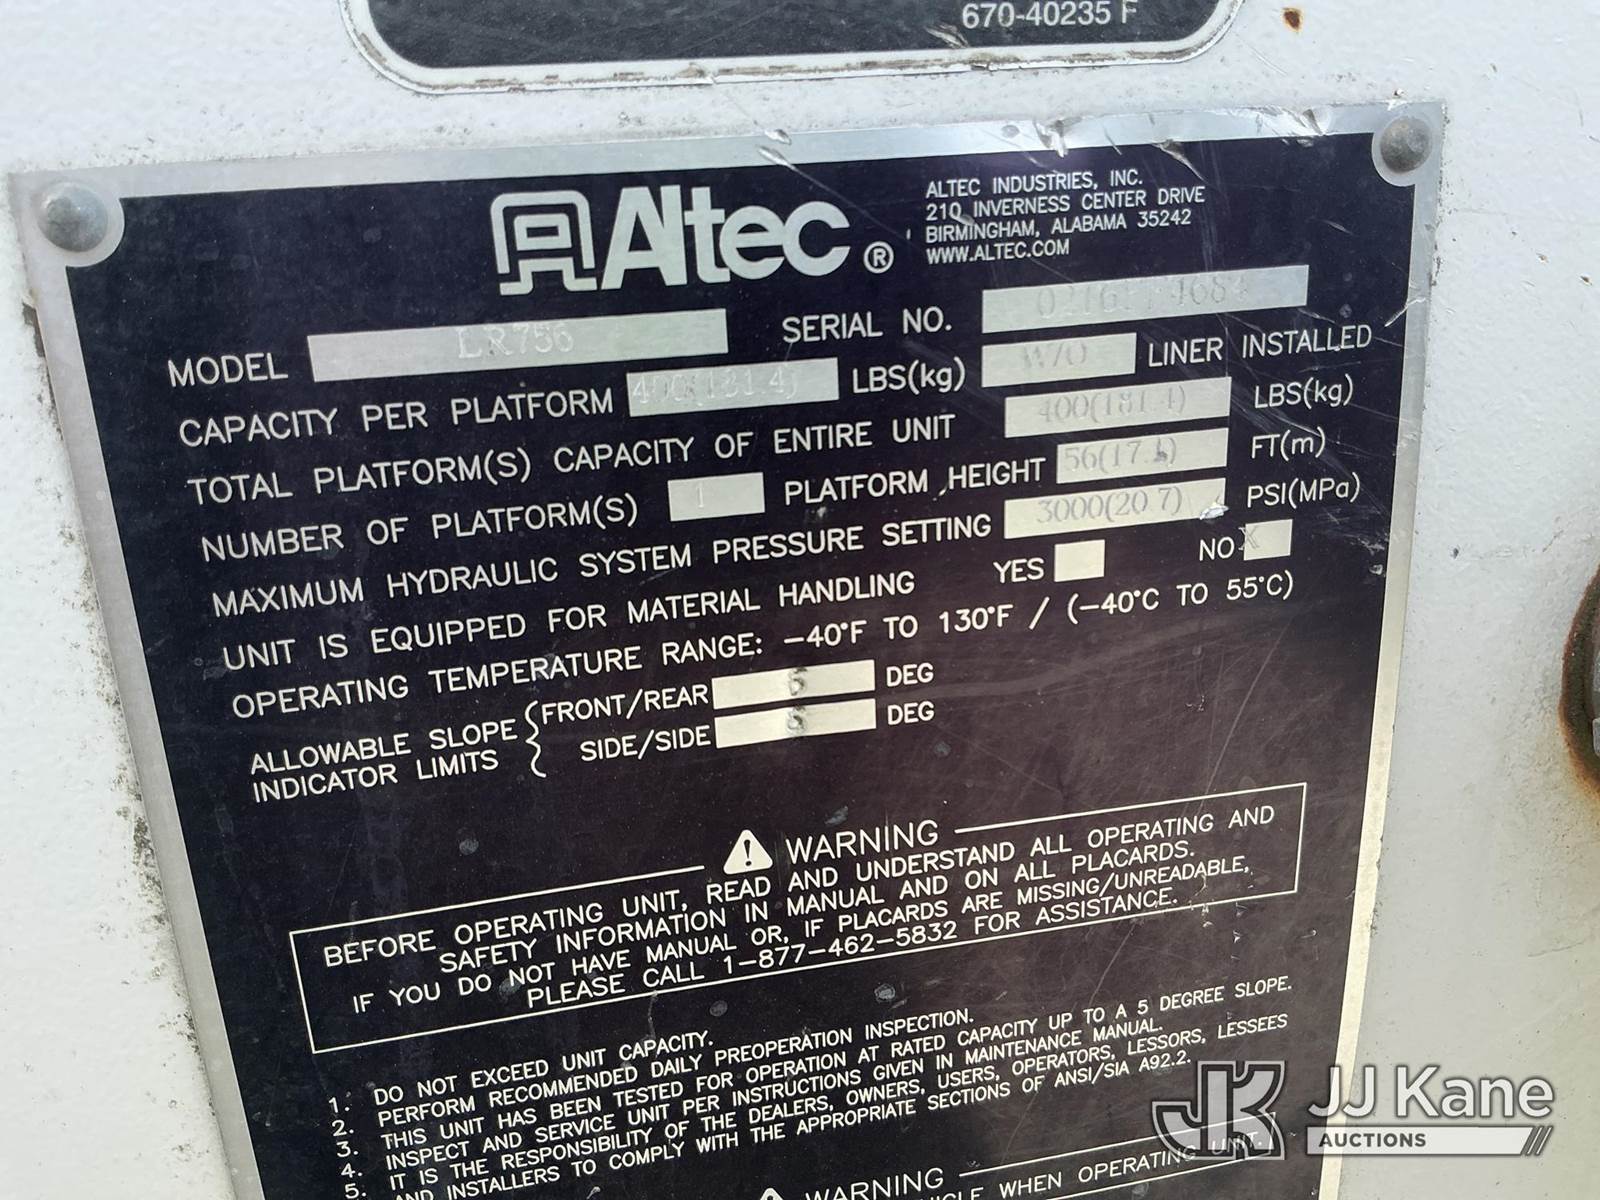 670-40235 F
Altec ®
ALTEC INDUSTRIES, INC.
210 INVERNESS CENTER DRIVE
BIRMINGHAM, ALABAMA 35242
WWW.ALTEC.COM
MODEL LR756 SERIAL NO.
CAPACITY PER PLATFORM 400(181.4) LBS(kg) W/O LINER INSTALLED
TOTAL PLATFORM(S) CAPACITY OF ENTIRE UNIT 400(181.4) LBS(kg)
NUMBER OF PLATFORM(S) 1 PLATFORM HEIGHT FT(m)
MAXIMUM HYDRAULIC SYSTEM PRESSURE SETTING 3000(20.7) PSI(MPa)
UNIT IS EQUIPPED FOR MATERIAL HANDLING YES NO X
OPERATING TEMPERATURE RANGE: -40°F TO 130°F / (-40°C TO 55°C)
ALLOWABLE SLOPE INDICATOR LIMITS
FRONT/REAR 5 DEG
SIDE/SIDE 5 DEG
WARNING
BEFORE OPERATING UNIT, READ AND UNDERSTAND ALL OPERATING AND
SAFETY INFORMATION IN MANUAL AND ON ALL PLACARDS.
IF YOU DO NOT HAVE MANUAL OR, IF PLACARDS ARE MISSING/UNREADABLE,
PLEASE CALL 1-877-462-5832 FOR ASSISTANCE.
1. DO NOT EXCEED UNIT CAPACITY.
2. PERFORM RECOMMENDED DAILY PREOPERATION INSPECTION.
3. THIS UNIT HAS BEEN TESTED FOR OPERATION AT RATED CAPACITY UP TO A 5 DEGREE SLOPE.
4. INSPECT AND SERVICE UNIT PER INSTRUCTIONS GIVEN IN MAINTENANCE MANUAL.
5. IT IS THE RESPONSIBILITY OF THE DEALERS, OWNERS, USERS, OPERATORS, LESSORS, LESSEES
AND INSTALLERS TO COMPLY WITH THE APPROPRIATE SECTIONS OF ANSI/SIA A92.2.
WARNING
WHEN OPERATING UNIT.
JK JJ Kane
AUCTIONS